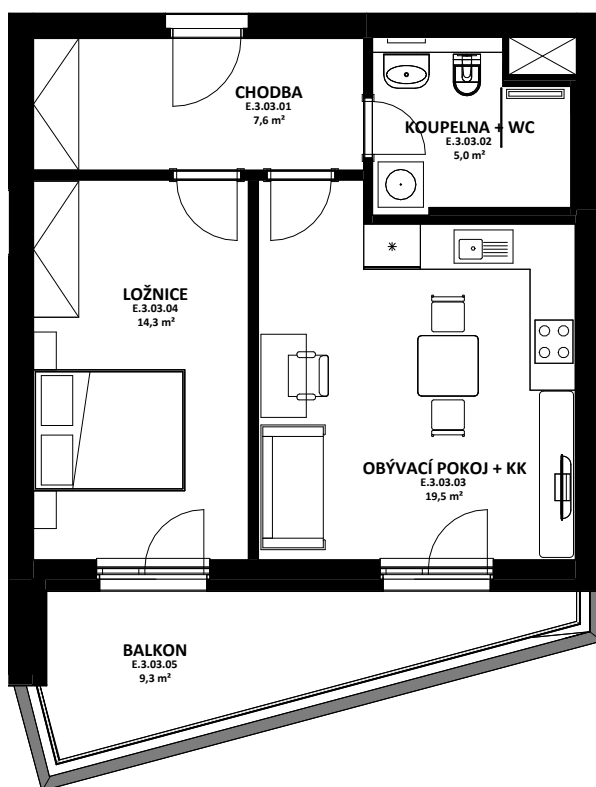 CHODBA
E.3.03.01
7,6 m²
KOUPELNA + WC
E.3.03.02
5,0 m²
LOŽNICE
E.3.03.04
14,3 m²
OBÝVACÍ POKOJ + KK
E.3.03.03
19,5 m²
BALKON
E.3.03.05
9,3 m²